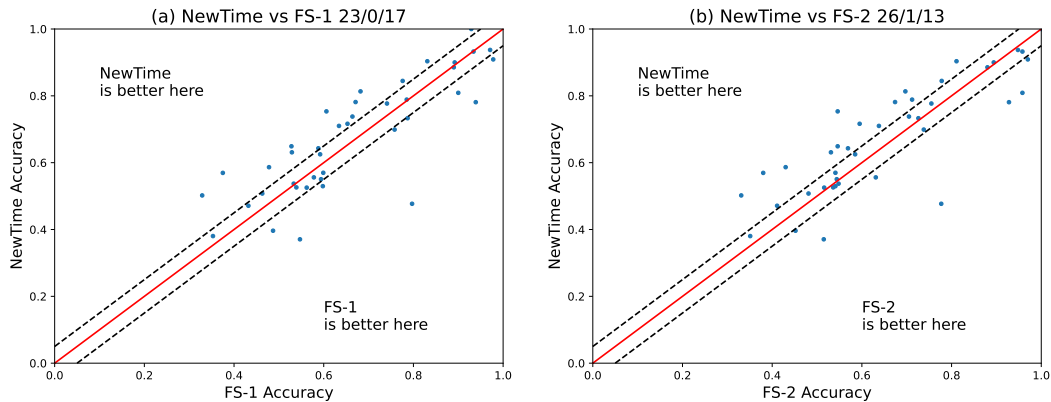 (a) NewTime vs FS-1 23/0/17
NewTime Accuracy
1.0
0.8
0.6
0.4
0.2
0.0
NewTime
is better here
FS-1
is better here
0.0 0.2 0.4 0.6 0.8 1.0
FS-1 Accuracy
(b) NewTime vs FS-2 26/1/13
NewTime Accuracy
1.0
0.8
0.6
0.4
0.2
0.0
NewTime
is better here
FS-2
is better here
0.0 0.2 0.4 0.6 0.8 1.0
FS-2 Accuracy